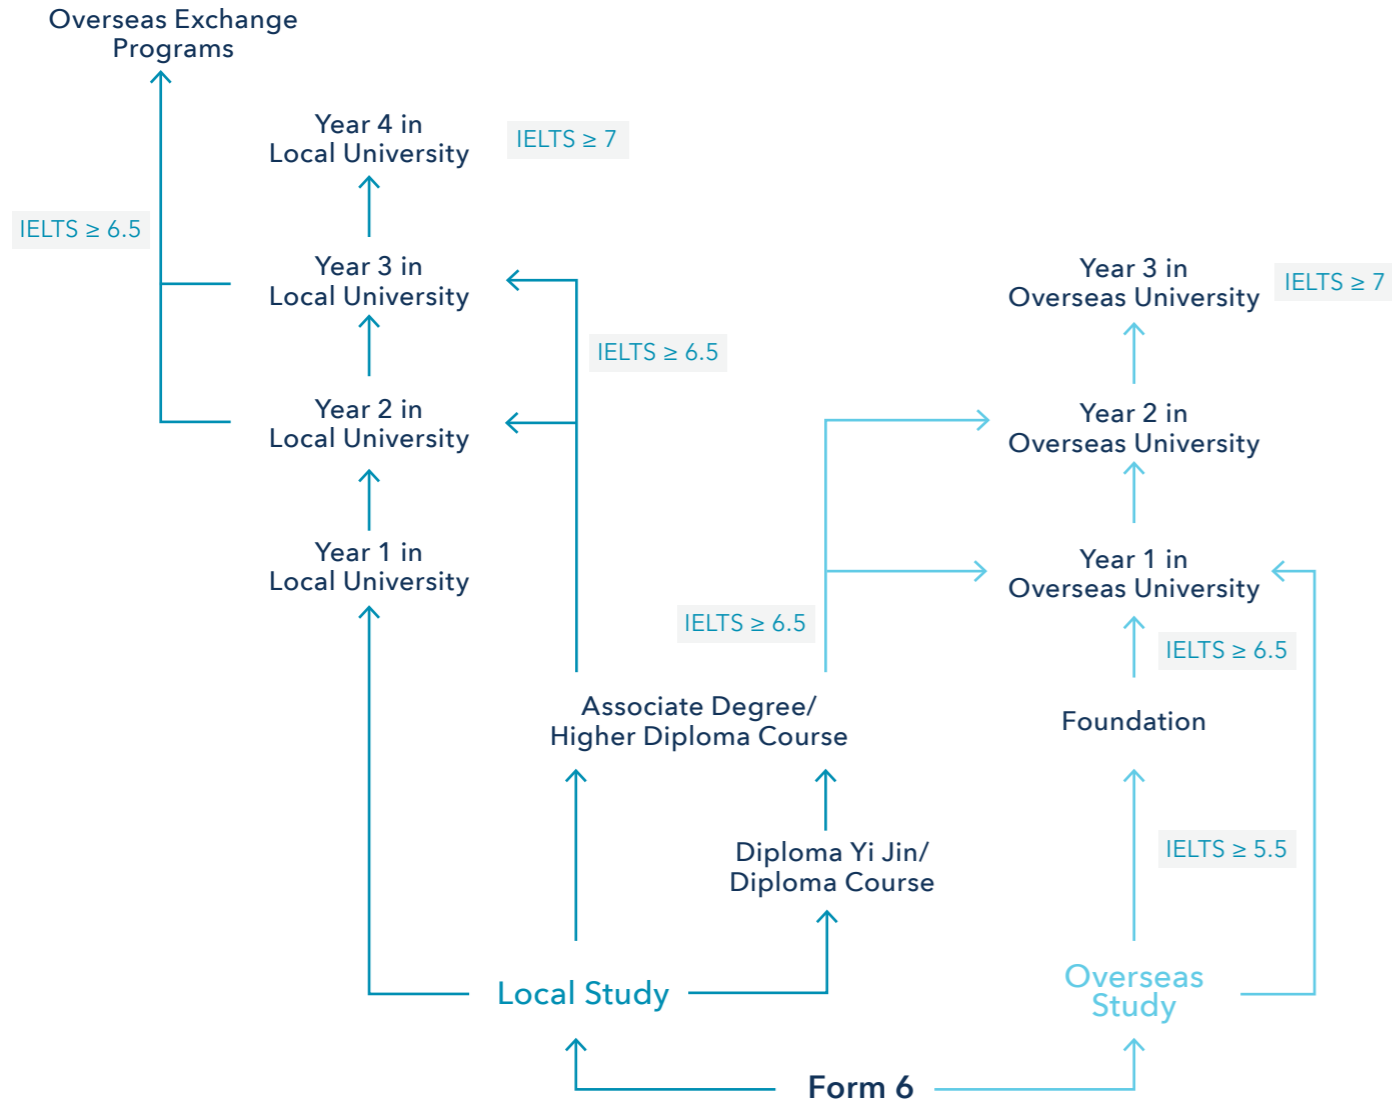 Overseas Exchange
Programs
Year 4 in
Local University
IELTS ≥ 7
IELTS ≥ 6.5
Year 3 in
Local University
Year 3 in
Overseas University
IELTS ≥ 7
IELTS ≥ 6.5
Year 2 in
Local University
Year 2 in
Overseas University
Year 1 in
Local University
Year 1 in
Overseas University
IELTS ≥ 6.5
IELTS ≥ 6.5
Associate Degree/
Higher Diploma Course
Foundation
Diploma Yi Jin/
Diploma Course
IELTS ≥ 5.5
Local Study
Overseas
Study
Form 6